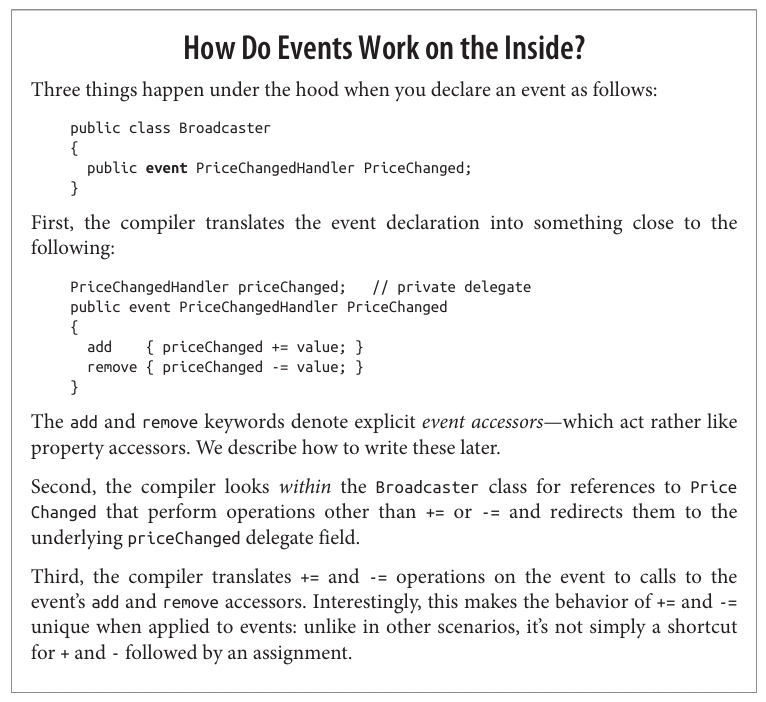 How Do Events Work on the Inside?
Three things happen under the hood when you declare an event as follows:
public class Broadcaster
{
  public event PriceChangedHandler PriceChanged;
}
First, the compiler translates the event declaration into something close to the
following:
PriceChangedHandler priceChanged;   // private delegate
public event PriceChangedHandler PriceChanged
{
  add    { priceChanged += value; }
  remove { priceChanged -= value; }
}
The add and remove keywords denote explicit event accessors—which act rather like
property accessors. We describe how to write these later.
Second, the compiler looks within the Broadcaster class for references to Price
Changed that perform operations other than += or -= and redirects them to the
underlying priceChanged delegate field.
Third, the compiler translates += and -= operations on the event to calls to the
event’s add and remove accessors. Interestingly, this makes the behavior of += and -=
unique when applied to events: unlike in other scenarios, it’s not simply a shortcut
for + and - followed by an assignment.